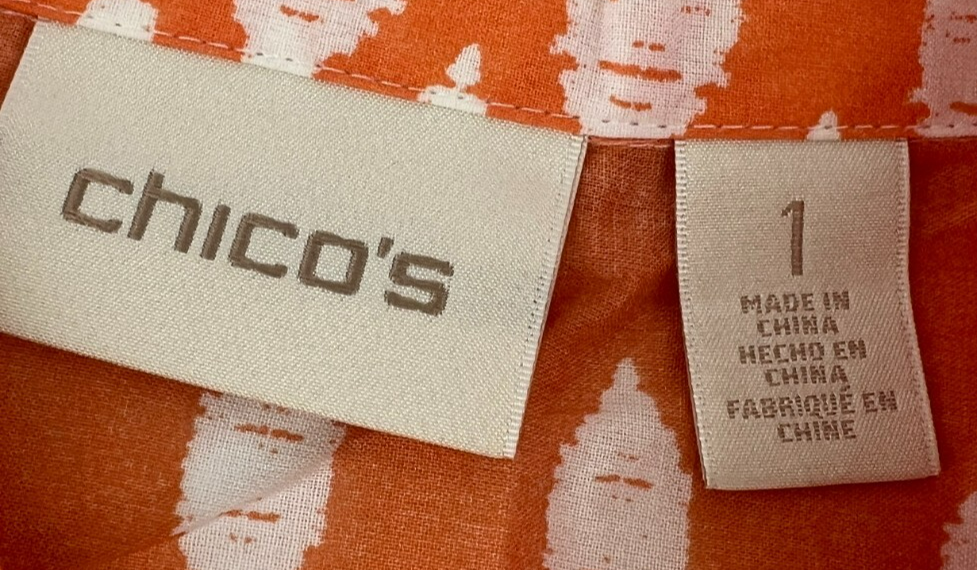 chico's
1
MADE IN
CHINA
HECHO EN
CHINA
FABRIQUÉ EN
CHINE